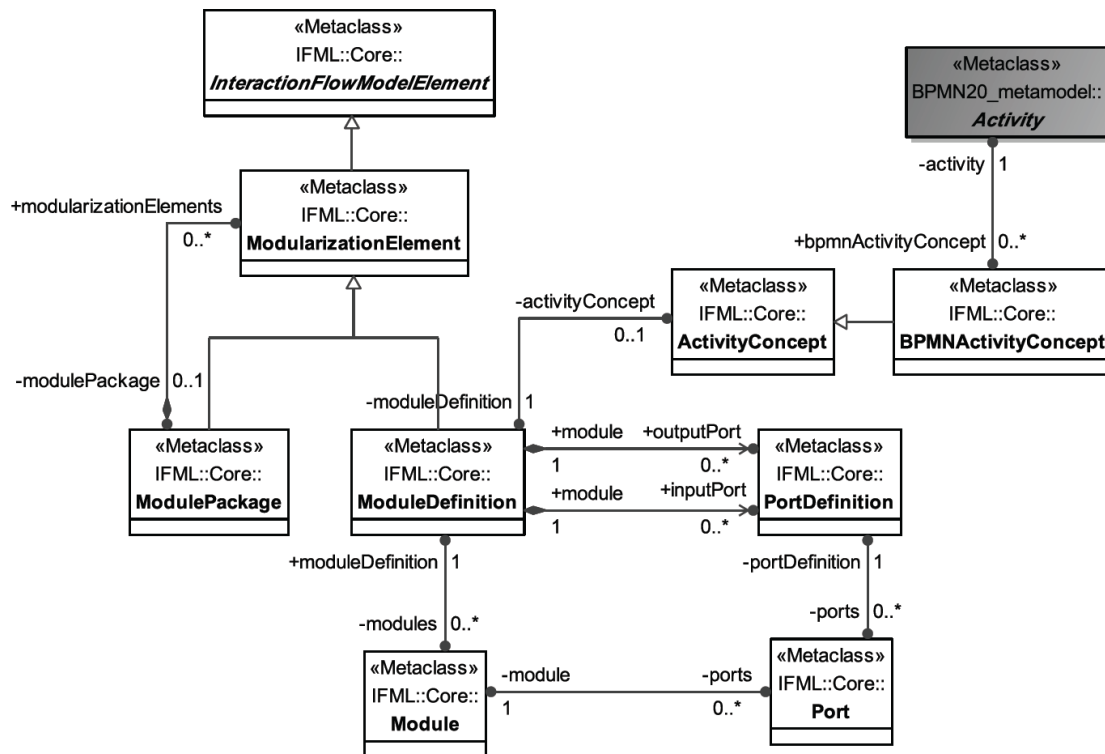 «Metaclass»
IFML::Core::
InteractionFlowModelElement
«Metaclass»
BPMN20_metamodel::
Activity
-activity
1
«Metaclass»
IFML::Core::
ModularizationElement
+modularizationElements
0..*
+bpmnActivityConcept
0..*
-activityConcept
0..1
«Metaclass»
IFML::Core::
ActivityConcept
«Metaclass»
IFML::Core::
BPMNActivityConcept
-modulePackage
0..1
-moduleDefinition
1
«Metaclass»
IFML::Core::
ModulePackage
«Metaclass»
IFML::Core::
ModuleDefinition
+module
+outputPort
1
0..*
+module
+inputPort
1
0..*
«Metaclass»
IFML::Core::
PortDefinition
+moduleDefinition
1
-portDefinition
1
-modules
0..*
-ports
0..*
«Metaclass»
IFML::Core::
Module
-module
-ports
1
0..*
«Metaclass»
IFML::Core::
Port